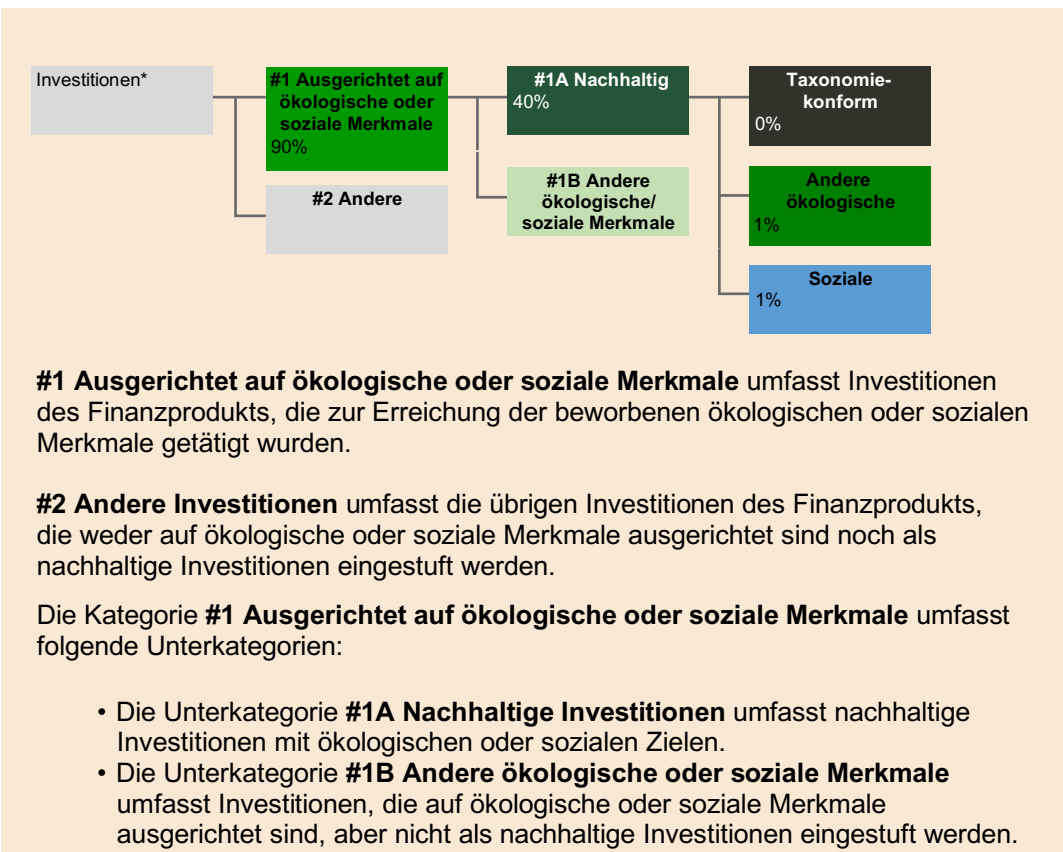 Investitionen*
#1 Ausgerichtet auf
ökologische oder
soziale Merkmale
90%
#2 Andere
#1A Nachhaltig
40%
#1B Andere
ökologische/
soziale Merkmale
Taxonomie-
konform
0%
Andere
ökologische
1%
Soziale
1%
#1 Ausgerichtet auf ökologische oder soziale Merkmale umfasst Investitionen
des Finanzprodukts, die zur Erreichung der beworbenen ökologischen oder sozialen
Merkmale getätigt wurden.
#2 Andere Investitionen umfasst die übrigen Investitionen des Finanzprodukts,
die weder auf ökologische oder soziale Merkmale ausgerichtet sind noch als
nachhaltige Investitionen eingestuft werden.
Die Kategorie #1 Ausgerichtet auf ökologische oder soziale Merkmale umfasst
folgende Unterkategorien:
• Die Unterkategorie #1A Nachhaltige Investitionen umfasst nachhaltige
Investitionen mit ökologischen oder sozialen Zielen.
• Die Unterkategorie #1B Andere ökologische oder soziale Merkmale
umfasst Investitionen, die auf ökologische oder soziale Merkmale
ausgerichtet sind, aber nicht als nachhaltige Investitionen eingestuft werden.